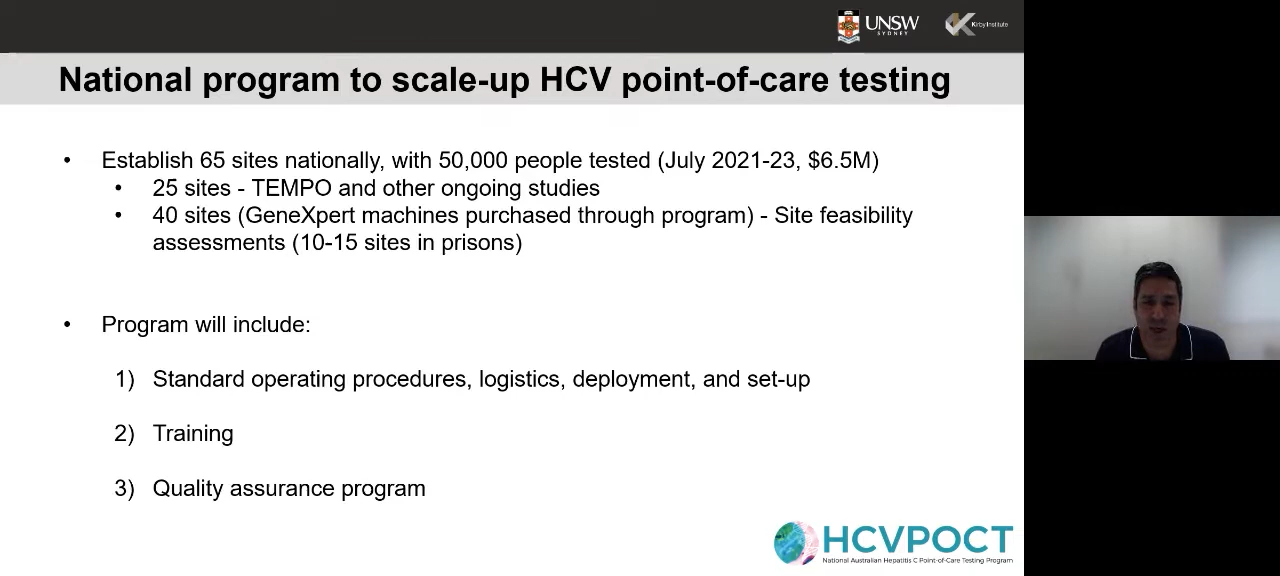 UNSW
SYDNEY
Kirby Institute
National program to scale-up HCV point-of-care testing
• Establish 65 sites nationally, with 50,000 people tested (July 2021-23, $6.5M)
• 25 sites - TEMPO and other ongoing studies
• 40 sites (GeneXpert machines purchased through program) - Site feasibility
assessments (10-15 sites in prisons)
• Program will include:
1) Standard operating procedures, logistics, deployment, and set-up
2) Training
3) Quality assurance program
HCVPOCT
National Australian Hepatitis C Point-of-Care Testing Program